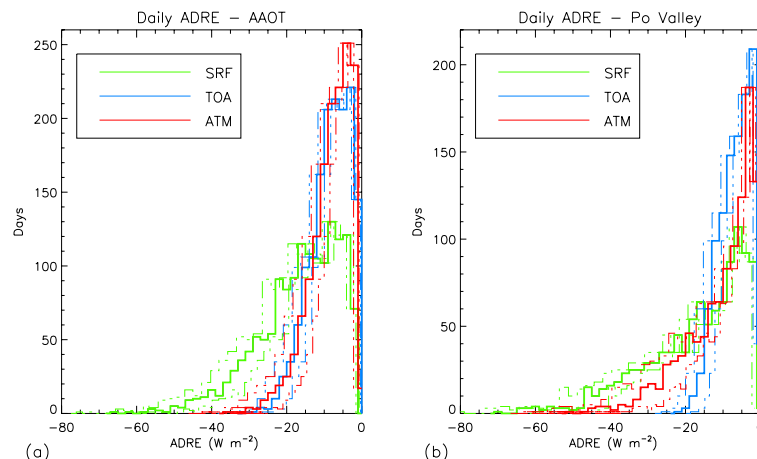 Daily ADRE – AAOT
250
200
150
100
50
0
Days
SRF
TOA
ATM
-80
-60
-40
-20
0
ADRE (W m⁻²)
(a)
Daily ADRE – Po Valley
200
150
100
50
0
Days
SRF
TOA
ATM
-80
-60
-40
-20
ADRE (W m⁻²)
(b)